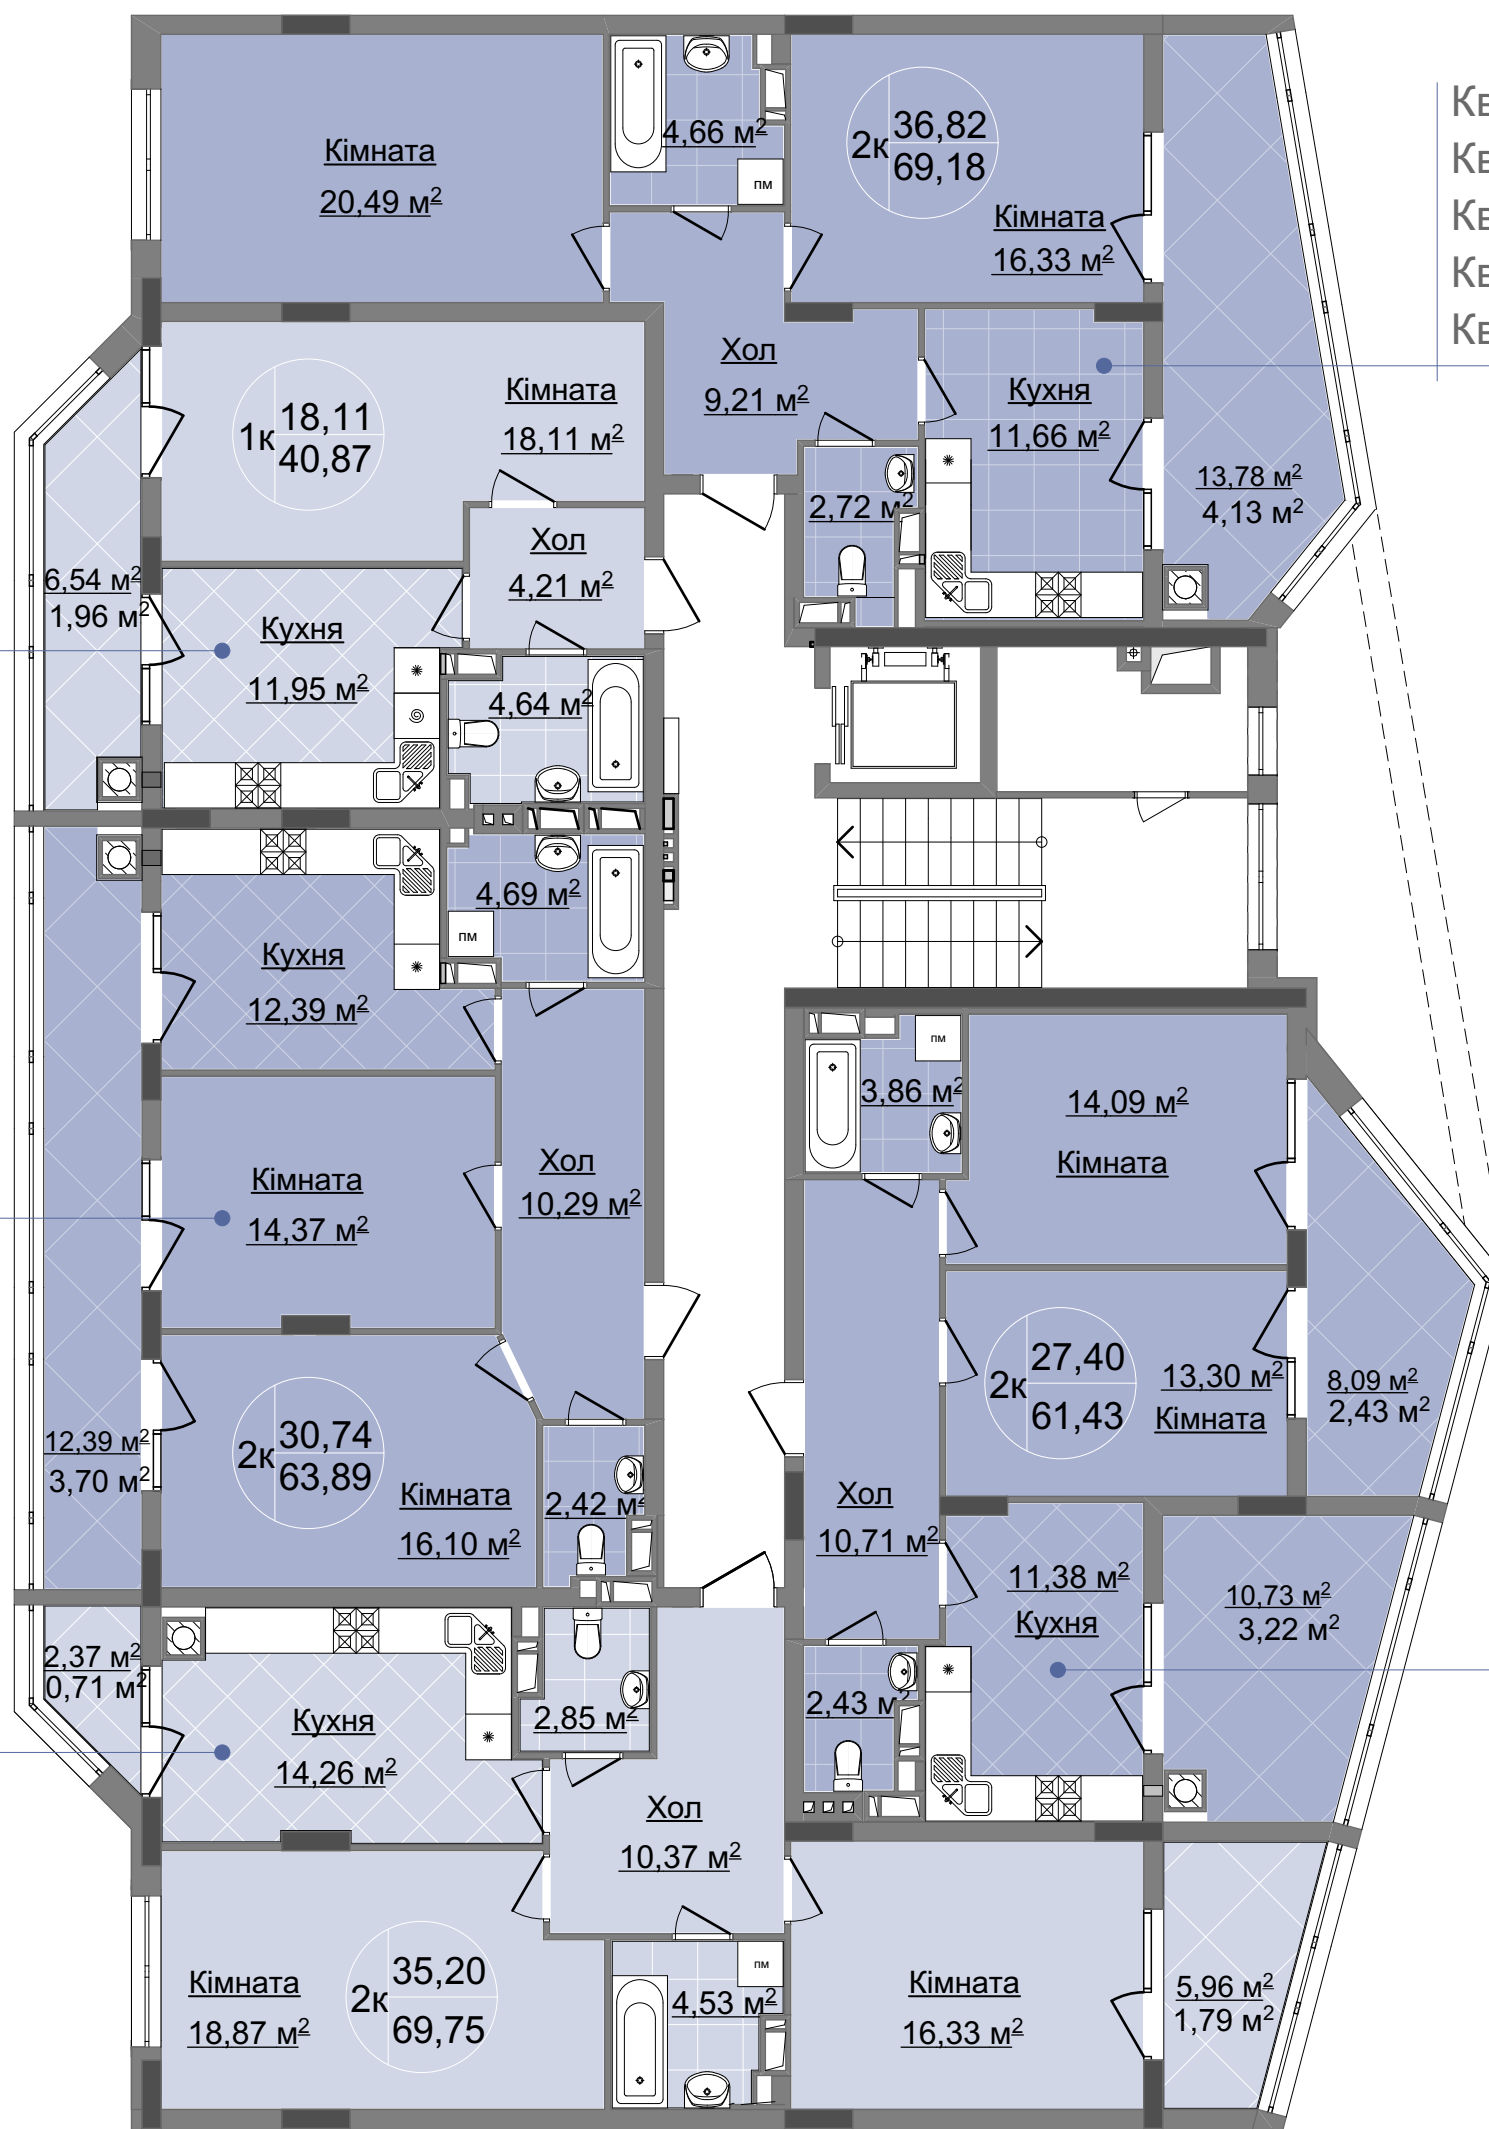 Кв
Кв
Кв
Кв
Кв
Кімната
20,49 м²
4,66 м²
пм
2к
36,82
69,18
Кімната
16,33 м²
Хол
9,21 м²
Кухня
11,66 м²
2,72 м²
13,78 м²
4,13 м²
1к
18,11
40,87
Кімната
18,11 м²
Хол
4,21 м²
6,54 м²
1,96 м²
Кухня
11,95 м²
4,64 м²
4,69 м²
пм
Кухня
12,39 м²
Кімната
14,37 м²
Хол
10,29 м²
12,39 м²
3,70 м²
2к
30,74
63,89
Кімната
16,10 м²
2,42 м²
пм
3,86 м²
14,09 м²
Кімната
2к
27,40
61,43
13,30 м²
Кімната
8,09 м²
2,43 м²
Хол
10,71 м²
11,38 м²
Кухня
10,73 м²
3,22 м²
2,43 м²
2,37 м²
0,71 м²
Кухня
14,26 м²
2,85 м²
Хол
10,37 м²
Кімната
18,87 м²
2к
35,20
69,75
пм
4,53 м²
Кімната
16,33 м²
5,96 м²
1,79 м²